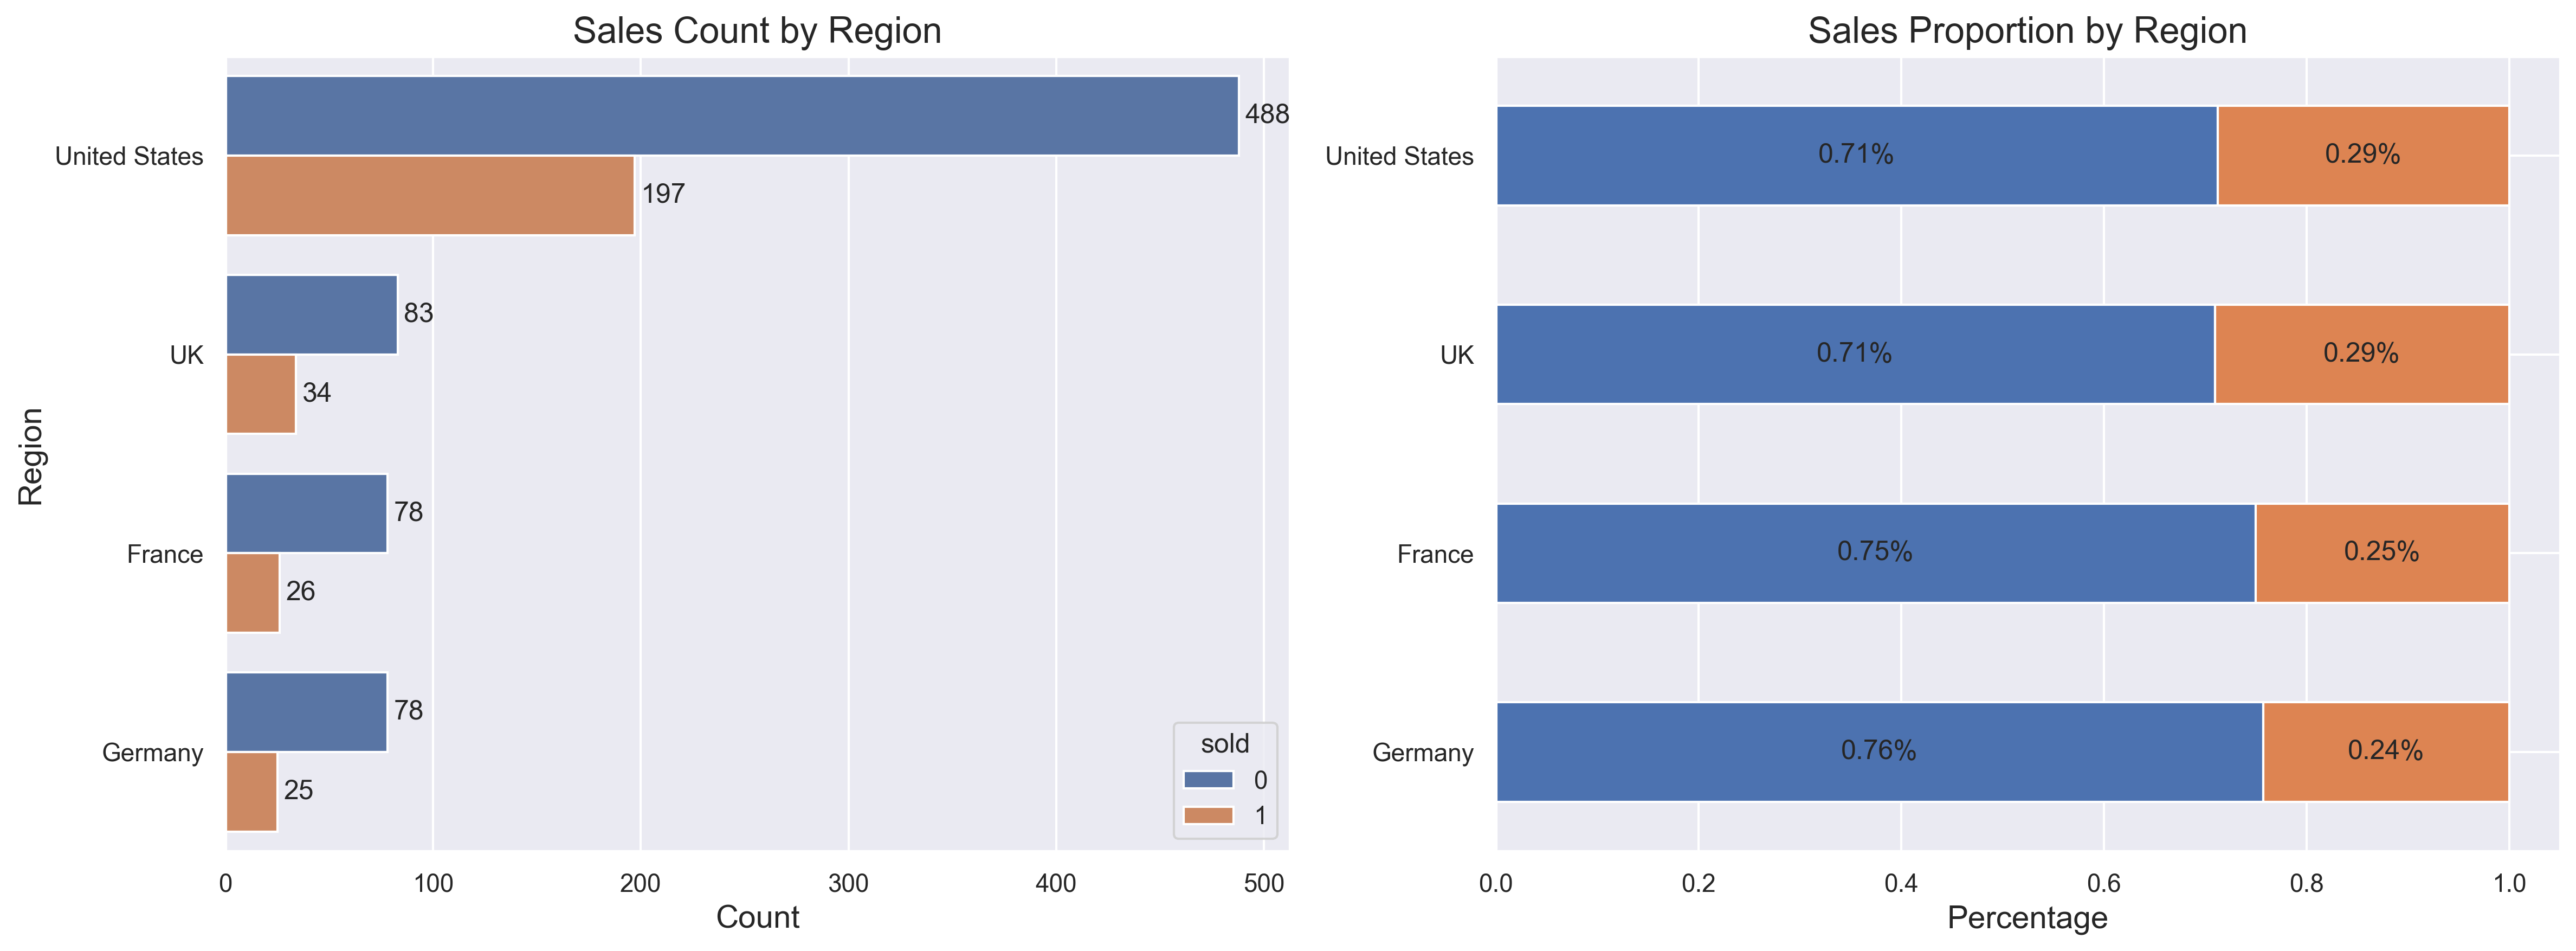 Sales Count by Region
Region
United States
488
197
UK
83
34
France
78
26
Germany
78
25
sold
0
1
0 100 200 300 400 500
Count
Sales Proportion by Region
United States
0.71% 0.29%
UK
0.71% 0.29%
France
0.75% 0.25%
Germany
0.76% 0.24%
0.0 0.2 0.4 0.6 0.8 1.0
Percentage